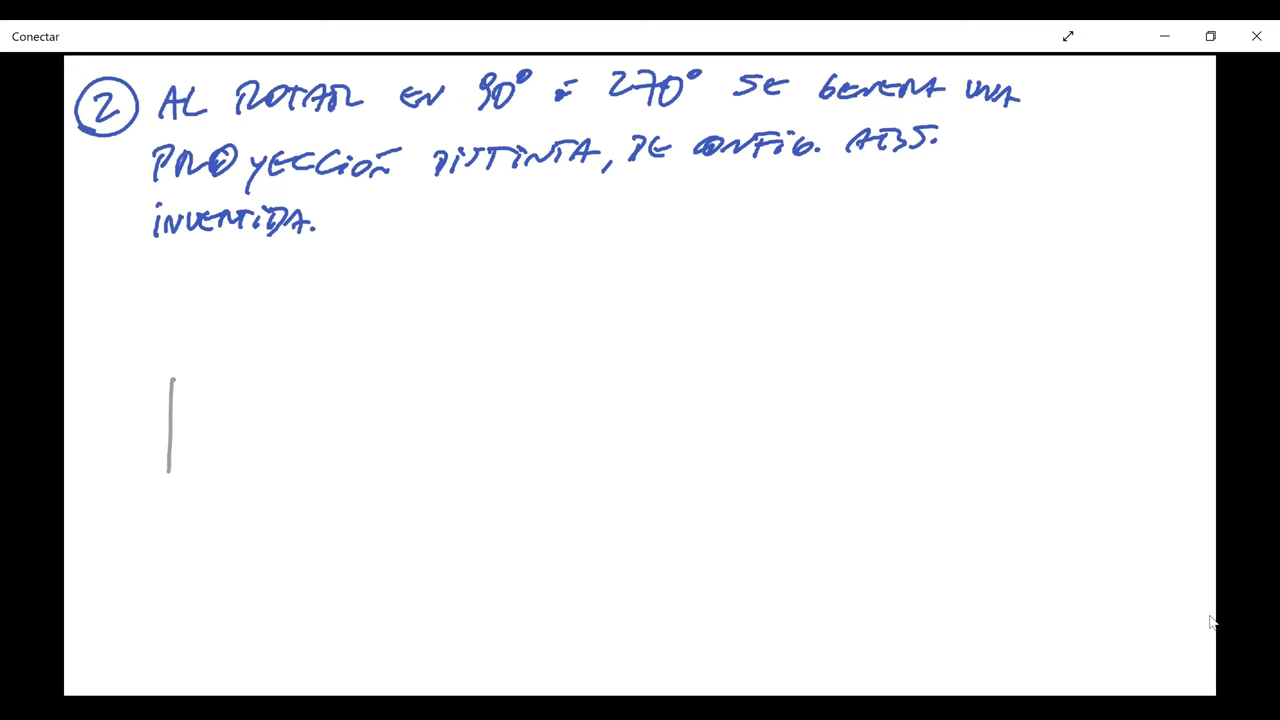 Conectar
2 AL ROTAR EN 90° ó 270° SE GENERA UNA
PROYECCIÓN DISTINTA, DE CONFIG. ABS.
INVERTIDA.